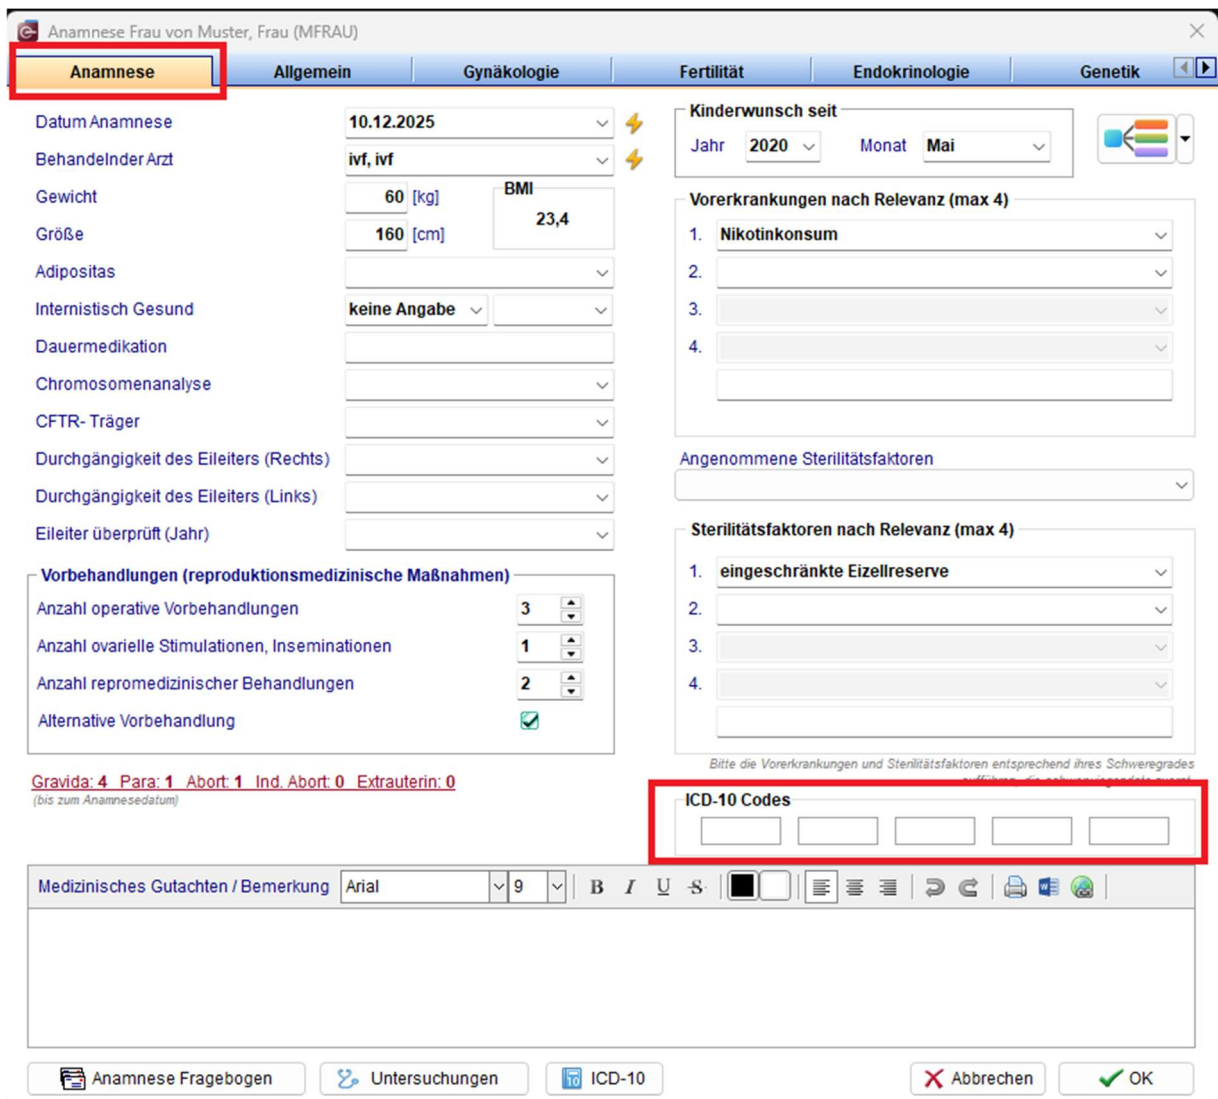 Anamnese Frau von Muster, Frau (MFRAU)
Anamnese Allgemein Gynäkologie Fertilität Endokrinologie Genetik
Datum Anamnese 10.12.2025
Behandelnder Arzt ivf, ivf
Gewicht 60 [kg]
Größe 160 [cm]
BMI
23,4
Adipositas
Internistisch Gesund keine Angabe
Dauermedikation
Chromosomenanalyse
CFTR- Träger
Durchgängigkeit des Eileiters (Rechts)
Durchgängigkeit des Eileiters (Links)
Eileiter überprüft (Jahr)
Vorbehandlungen (reproduktionsmedizinische Maßnahmen)
Anzahl operative Vorbehandlungen 3
Anzahl ovarielle Stimulationen, Inseminationen 1
Anzahl repromedizinischer Behandlungen 2
Alternative Vorbehandlung
Gravida: 4 Para: 1 Abort: 1 Ind. Abort: 0 Extrauterin: 0
(bis zum Anamnesedatum)
Kinderwunsch seit
Jahr 2020 Monat Mai
Vorerkrankungen nach Relevanz (max 4)
1. Nikotinkonsum
2.
3.
4.
Angenommene Sterilitätsfaktoren
Sterilitätsfaktoren nach Relevanz (max 4)
1. eingeschränkte Eizellreserve
2.
3.
4.
Bitte die Vorerkrankungen und Sterilitätsfaktoren entsprechend ihres Schweregrades
ICD-10 Codes
Medizinisches Gutachten / Bemerkung Arial 9 B I U S
Anamnese Fragebogen Untersuchungen 10 ICD-10 Abbrechen OK